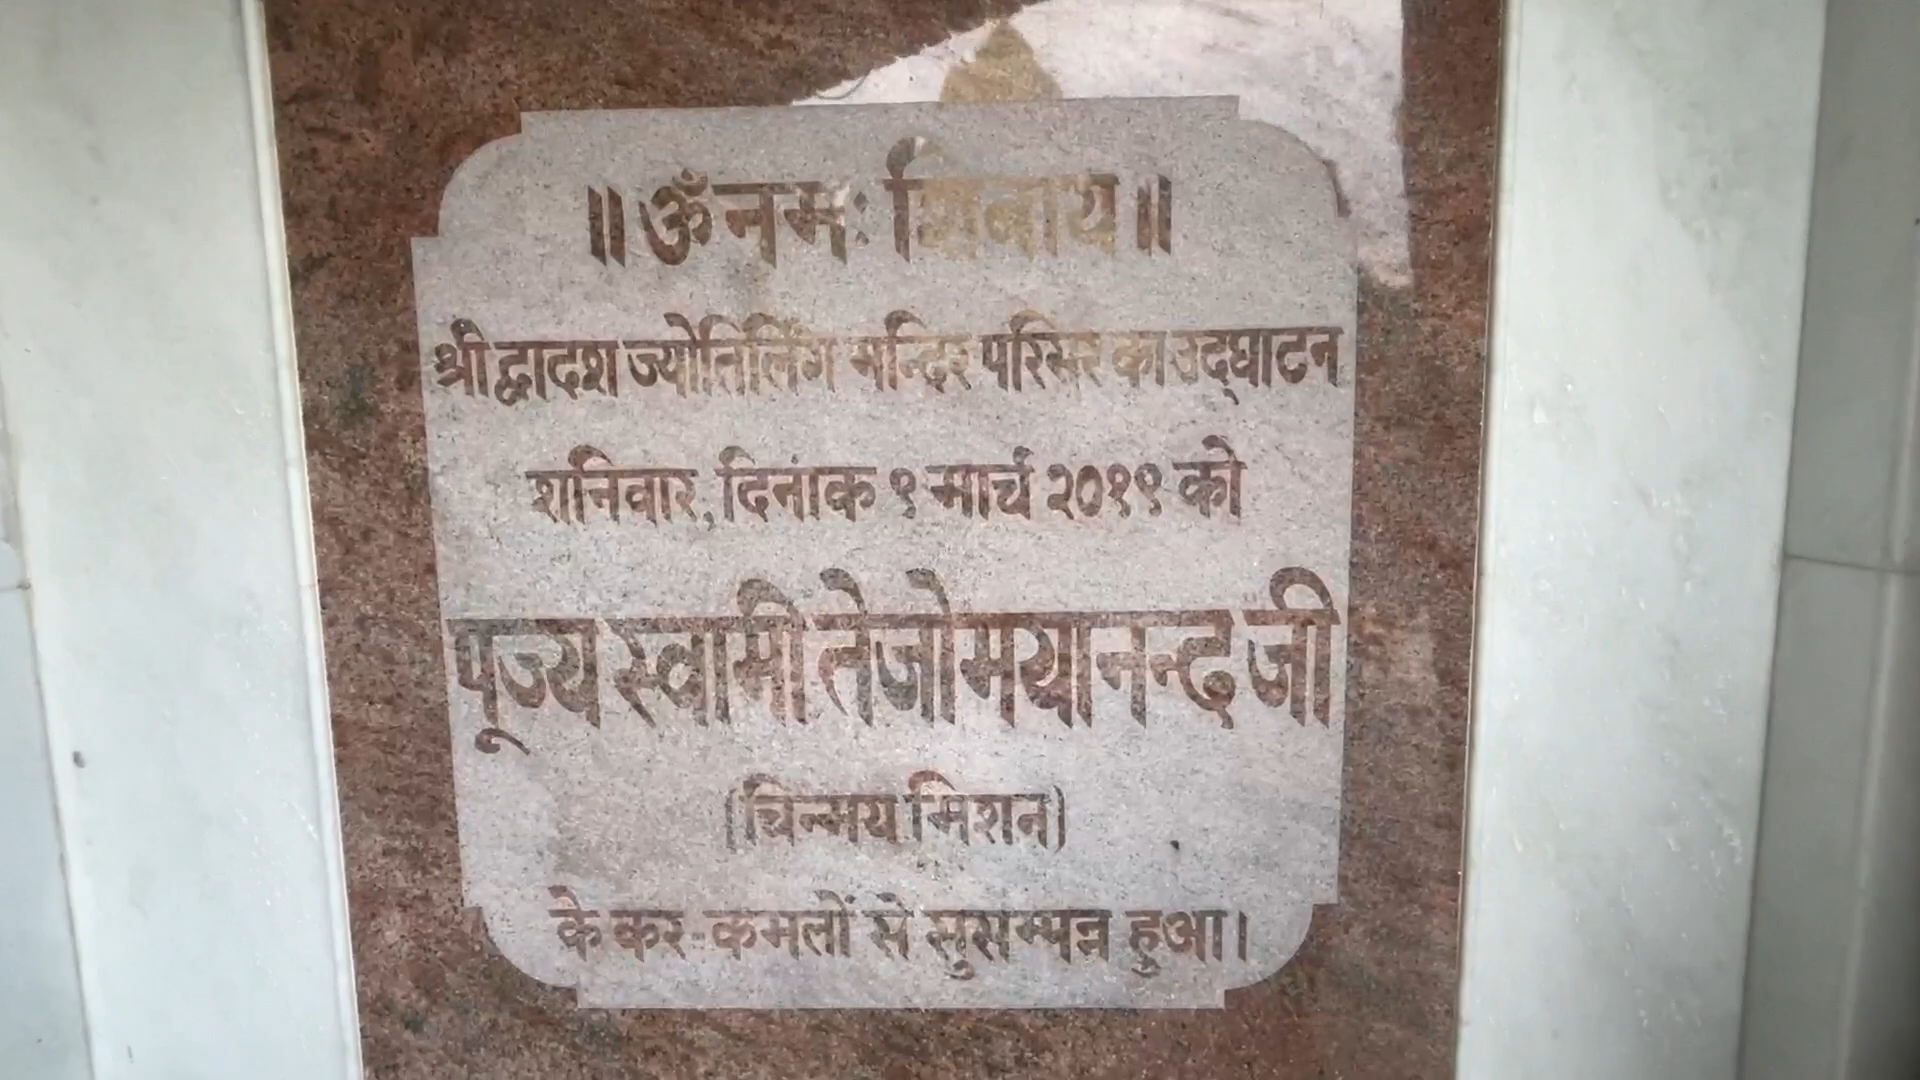 ॥ ॐ नमः शिवाय ॥
श्री द्वादश ज्योतिर्लिंग मन्दिर परिसर का उद्घाटन
शनिवार, दिनांक ९ मार्च २०१९ को
पूज्य स्वामी तेजोमयानन्द जी
(चिन्मय मिशन)
के कर-कमलों से सुसम्पन्न हुआ।